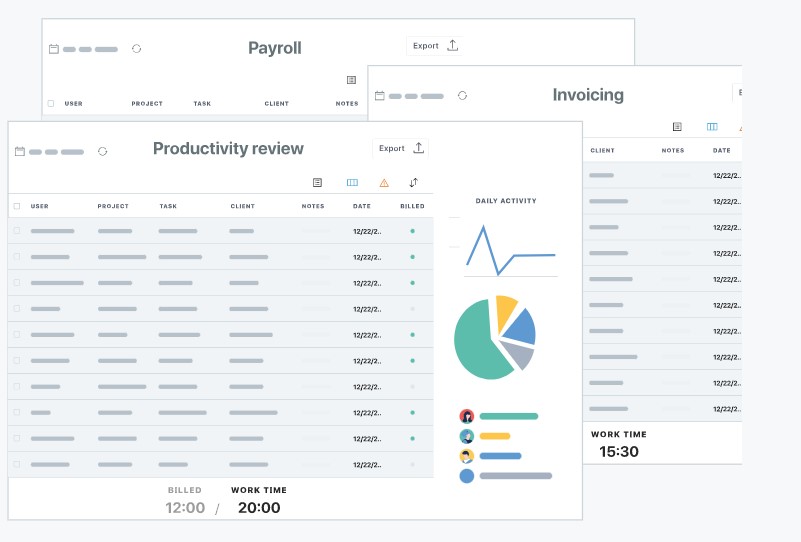 Payroll
Export
USER PROJECT TASK CLIENT NOTES
Invoicing
CLIENT NOTES DATE
12/22/2..
12/22/2..
12/22/2..
12/22/2..
12/22/2..
12/22/2..
12/22/2..
12/22/2..
12/22/2..
12/22/2..
WORK TIME
15:30
Productivity review
Export
USER PROJECT TASK CLIENT NOTES DATE BILLED
12/22/2..
12/22/2..
12/22/2..
12/22/2..
12/22/2..
12/22/2..
12/22/2..
12/22/2..
12/22/2..
12/22/2..
BILLED WORK TIME
12:00 / 20:00
DAILY ACTIVITY